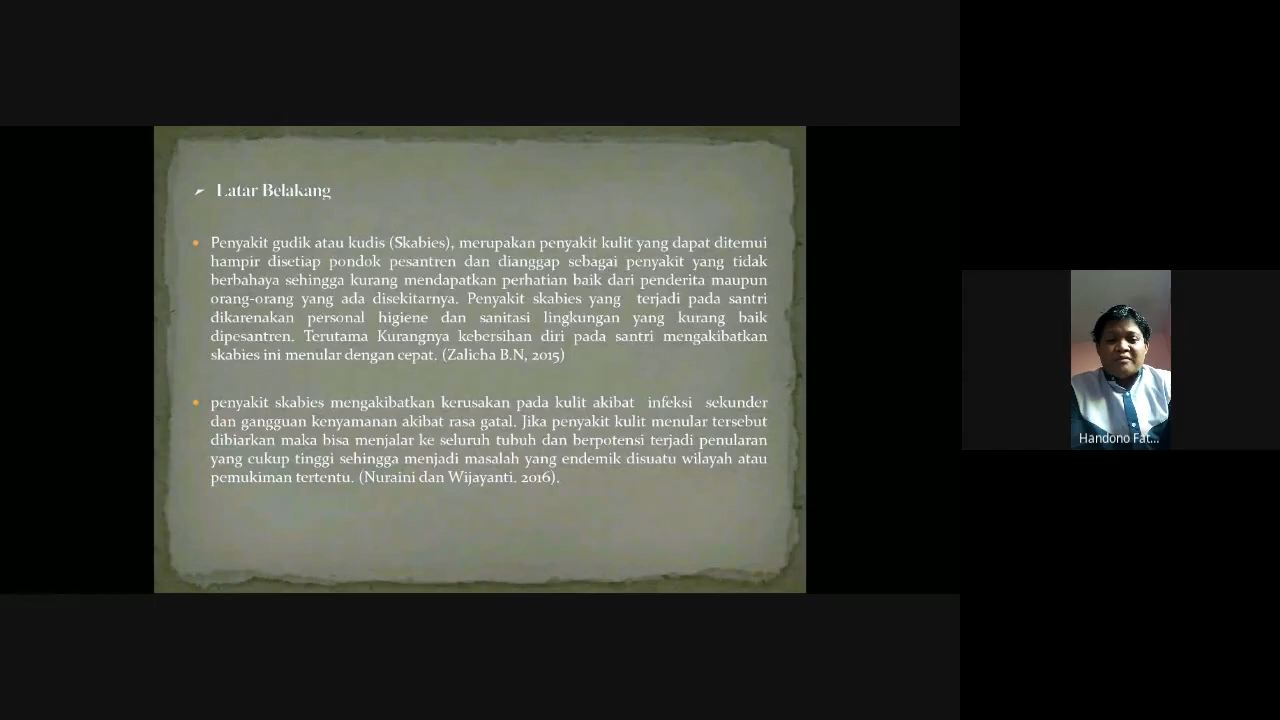 Latar Belakang
Penyakit gudik atau kudis (Skabies), merupakan penyakit kulit yang dapat ditemui
hampir disetiap pondok pesantren dan dianggap sebagai penyakit yang tidak
berbahaya sehingga kurang mendapatkan perhatian baik dari penderita maupun
orang-orang yang ada disekitarnya. Penyakit skabies yang terjadi pada santri
dikarenakan personal higiene dan sanitasi lingkungan yang kurang baik
dipesantren. Terutama Kurangnya kebersihan diri pada santri mengakibatkan
skabies ini menular dengan cepat. (Zalicha B.N, 2015)
penyakit skabies mengakibatkan kerusakan pada kulit akibat infeksi sekunder
dan gangguan kenyamanan akibat rasa gatal. Jika penyakit kulit menular tersebut
dibiarkan maka bisa menjalar ke seluruh tubuh dan berpotensi terjadi penularan
yang cukup tinggi sehingga menjadi masalah yang endemik disuatu wilayah atau
pemukiman tertentu. (Nuraini dan Wijayanti. 2016).
Handono Fat...